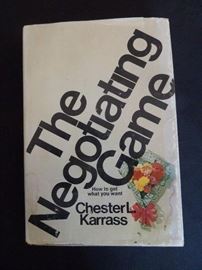 The
Negotiating
Game
How to get
what you want
Chester L.
Karrass